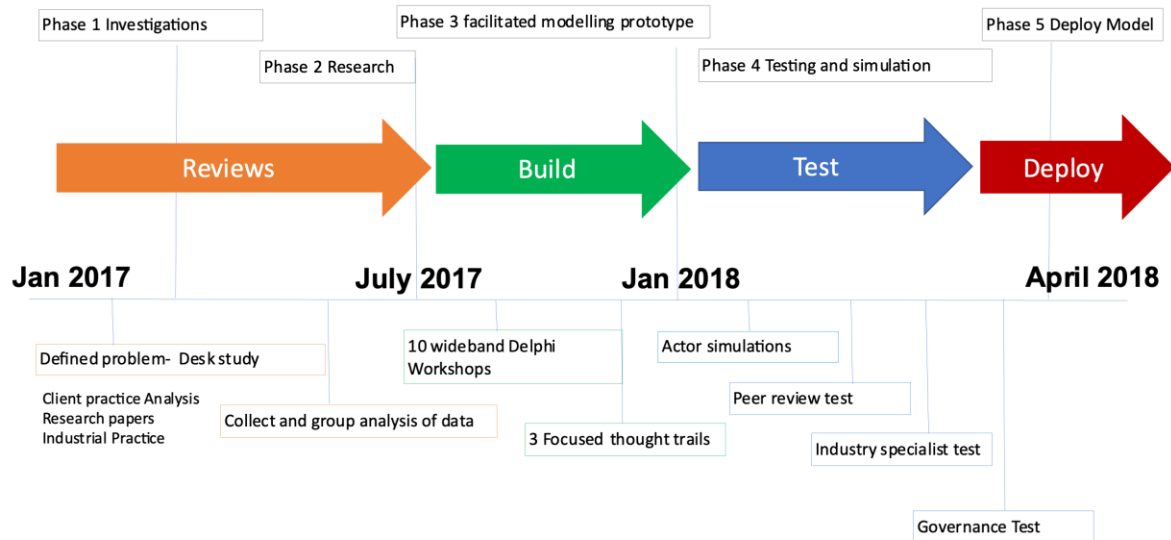 Phase 1 Investigations
Phase 3 facilitated modelling prototype
Phase 5 Deploy Model
Phase 2 Research
Phase 4 Testing and simulation
Reviews
Build
Test
Deploy
Jan 2017
July 2017
Jan 2018
April 2018
Defined problem- Desk study
10 wideband Delphi
Workshops
Actor simulations
Client practice Analysis
Research papers
Industrial Practice
Collect and group analysis of data
Peer review test
3 Focused thought trails
Industry specialist test
Governance Test